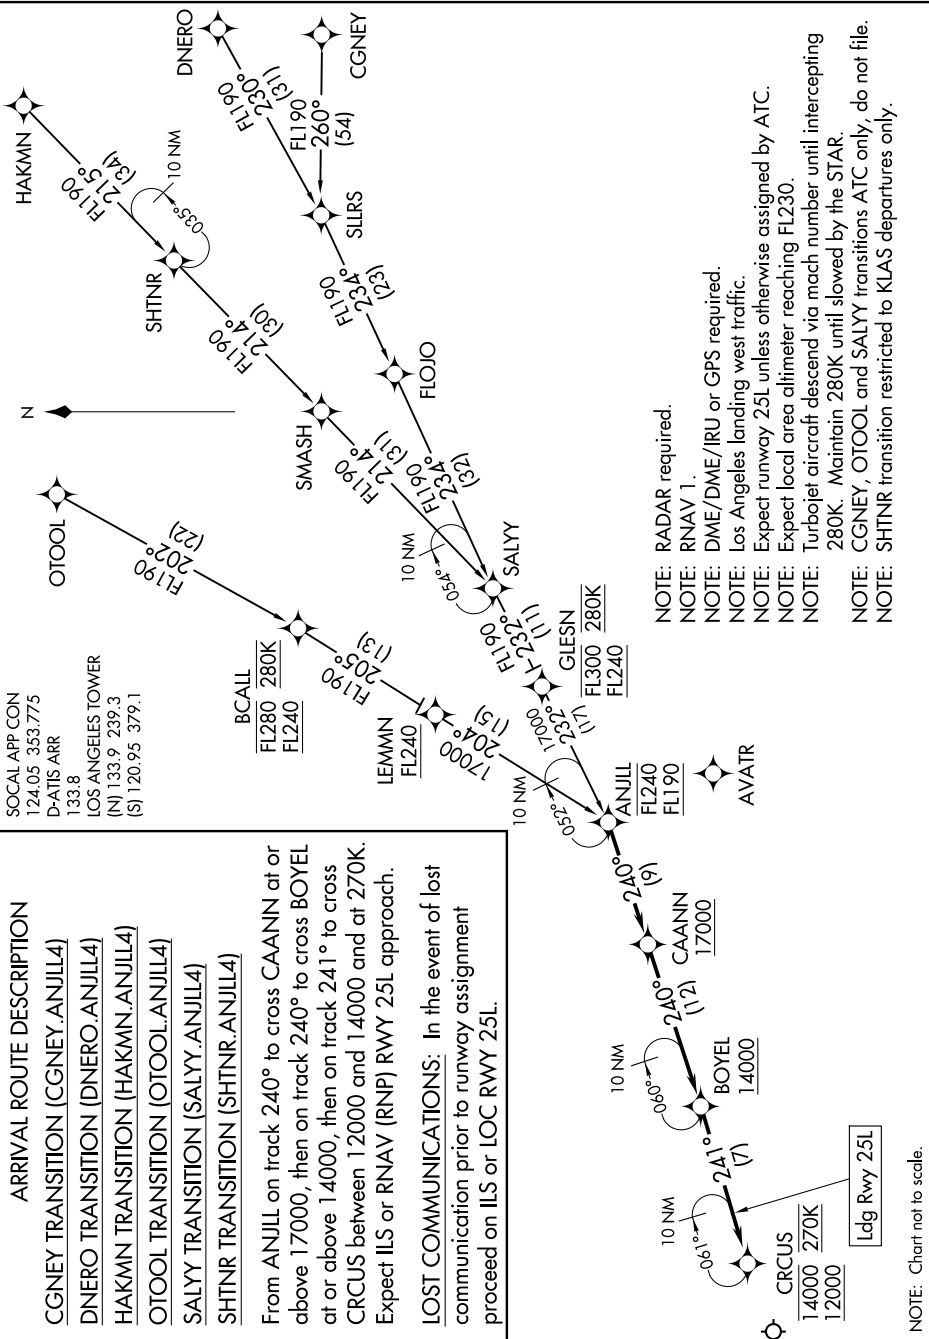 SOCAL APP CON
124.05 353.775
D-ATIS ARR
133.8
LOS ANGELES TOWER
(N) 133.9 239.3
(S) 120.95 379.1
ARRIVAL ROUTE DESCRIPTION
CGNEY TRANSITION (CGNEY.ANJLL4)
DNERO TRANSITION (DNERO.ANJLL4)
HAKMN TRANSITION (HAKMN.ANJLL4)
OTOOL TRANSITION (OTOOL.ANJLL4)
SALYY TRANSITION (SALYY.ANJLL4)
SHTNR TRANSITION (SHTNR.ANJLL4)
From ANJLL on track 240° to cross CAANN at or
above 17000, then on track 240° to cross BOYEL
at or above 14000, then on track 241° to cross
CRCUS between 12000 and 14000 and at 270K.
Expect ILS or RNAV (RNP) RWY 25L approach.
LOST COMMUNICATIONS: In the event of lost
communication prior to runway assignment
proceed on ILS or LOC RWY 25L.
N
HAKMN
FL190
215°
(34)
10 NM
035°
SHTNR
FL190
214°
(30)
SMASH
FL190
214°
(31)
DNERO
FL190
230°
(31)
CGNEY
FL190
260°
(54)
SLLRS
FL190
234°
(23)
FLOJO
FL190
234°
(32)
10 NM
054°
SALYY
FL190
232°
(11)
GLESN
FL300 280K
FL240
17000
232°
(17)
OTOOL
FL190
202°
(22)
BCALL
FL280 280K
FL240
FL190
205°
(13)
LEMMN
FL240
17000
204°
(15)
10 NM
052°
ANJLL
FL240
FL190
AVATR
240°
(9)
CAANN
17000
240°
(12)
10 NM
060°
BOYEL
14000
241°
(7)
10 NM
061°
CRCUS
14000 270K
12000
Ldg Rwy 25L
NOTE: RADAR required.
NOTE: RNAV 1.
NOTE: DME/DME/IRU or GPS required.
NOTE: Los Angeles landing west traffic.
NOTE: Expect runway 25L unless otherwise assigned by ATC.
NOTE: Expect local area altimeter reaching FL230.
NOTE: Turbojet aircraft descend via mach number until intercepting
280K. Maintain 280K until slowed by the STAR.
NOTE: CGNEY, OTOOL and SALYY transitions ATC only, do not file.
NOTE: SHTNR transition restricted to KLAS departures only.
NOTE: Chart not to scale.